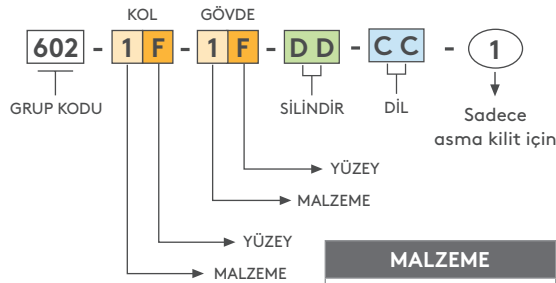 KOL GÖVDE
602 - 1 F - 1 F - D D - C C - 1
GRUP KODU SİLİNDİR DİL Sadece
asma kilit için
YÜZEY
MALZEME
YÜZEY
MALZEME
MALZEME